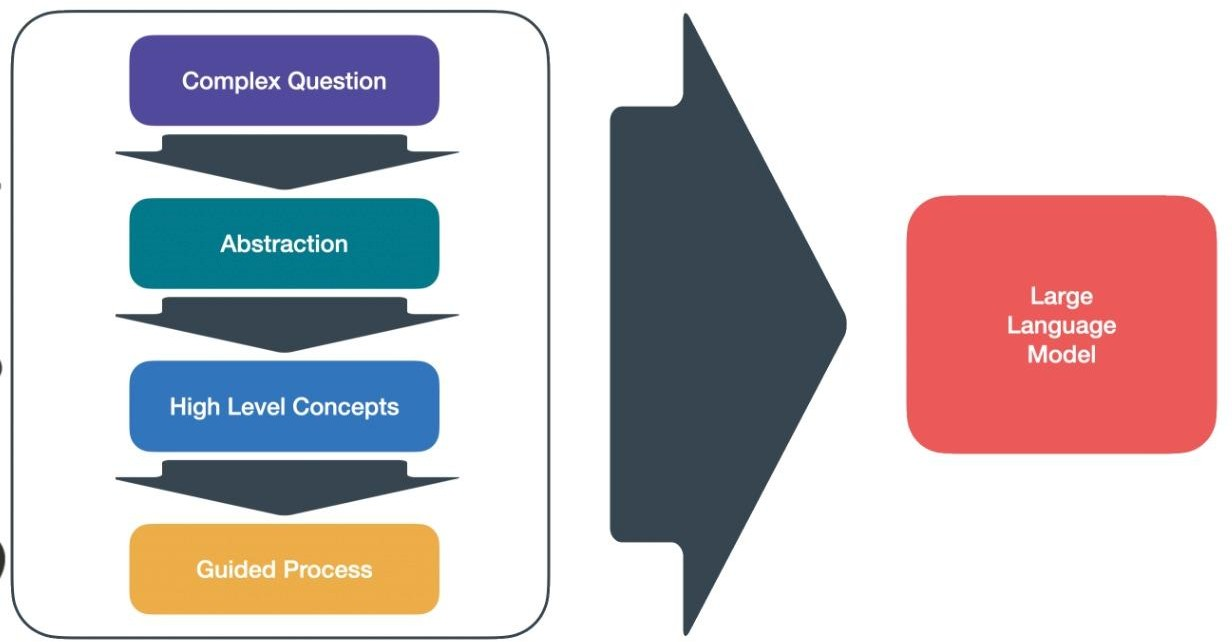 Complex Question
Abstraction
High Level Concepts
Guided Process
Large
Language
Model